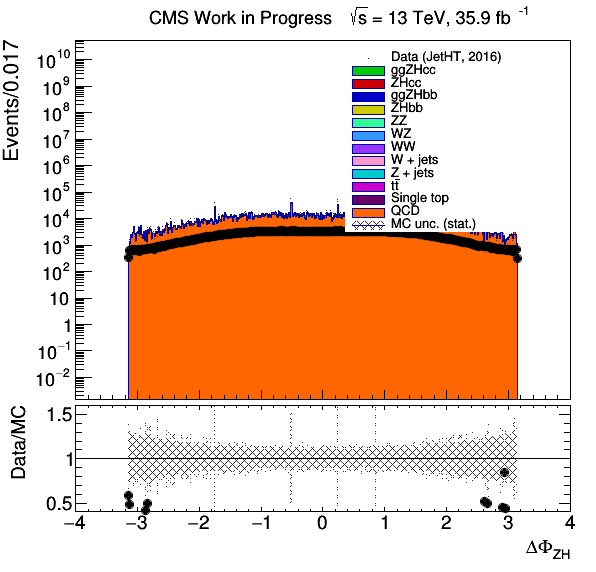 CMS Work in Progress √s = 13 TeV, 35.9 fb⁻¹
Events/0.017
10¹⁰
10⁹
10⁸
10⁷
10⁶
10⁵
10⁴
10³
10²
10
1
10⁻¹
10⁻²
Data (JetHT, 2016)
ggZHcc
ZHcc
ggZHbb
ZHbb
ZZ
WZ
WW
W + jets
Z + jets
tt̄
Single top
QCD
MC unc. (stat.)
Data/MC
1.5
1
0.5
−4 −3 −2 −1 0 1 2 3 4
ΔΦ_ZH